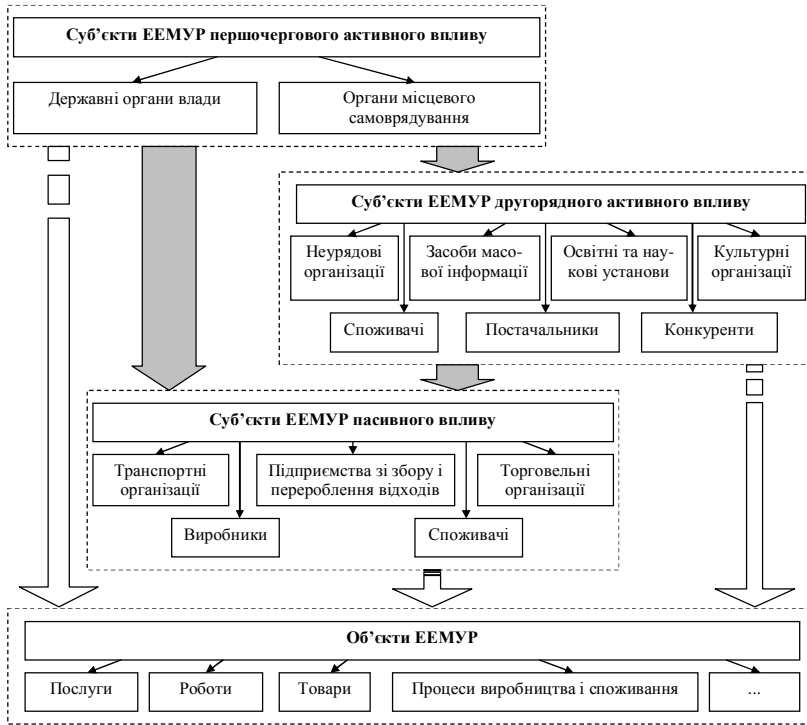 Суб’єкти ЕЕМУР першочергового активного впливу
Державні органи влади
Органи місцевого
самоврядування
Суб’єкти ЕЕМУР другорядного активного впливу
Неурядові
організації
Засоби масо-
вої інформації
Освітні та нау-
кові установи
Культурні
організації
Споживачі
Постачальники
Конкуренти
Суб’єкти ЕЕМУР пасивного впливу
Транспортні
організації
Підприємства зі збору і
перероблення відходів
Торговельні
організації
Виробники
Споживачі
Об’єкти ЕЕМУР
Послуги
Роботи
Товари
Процеси виробництва і споживання
...